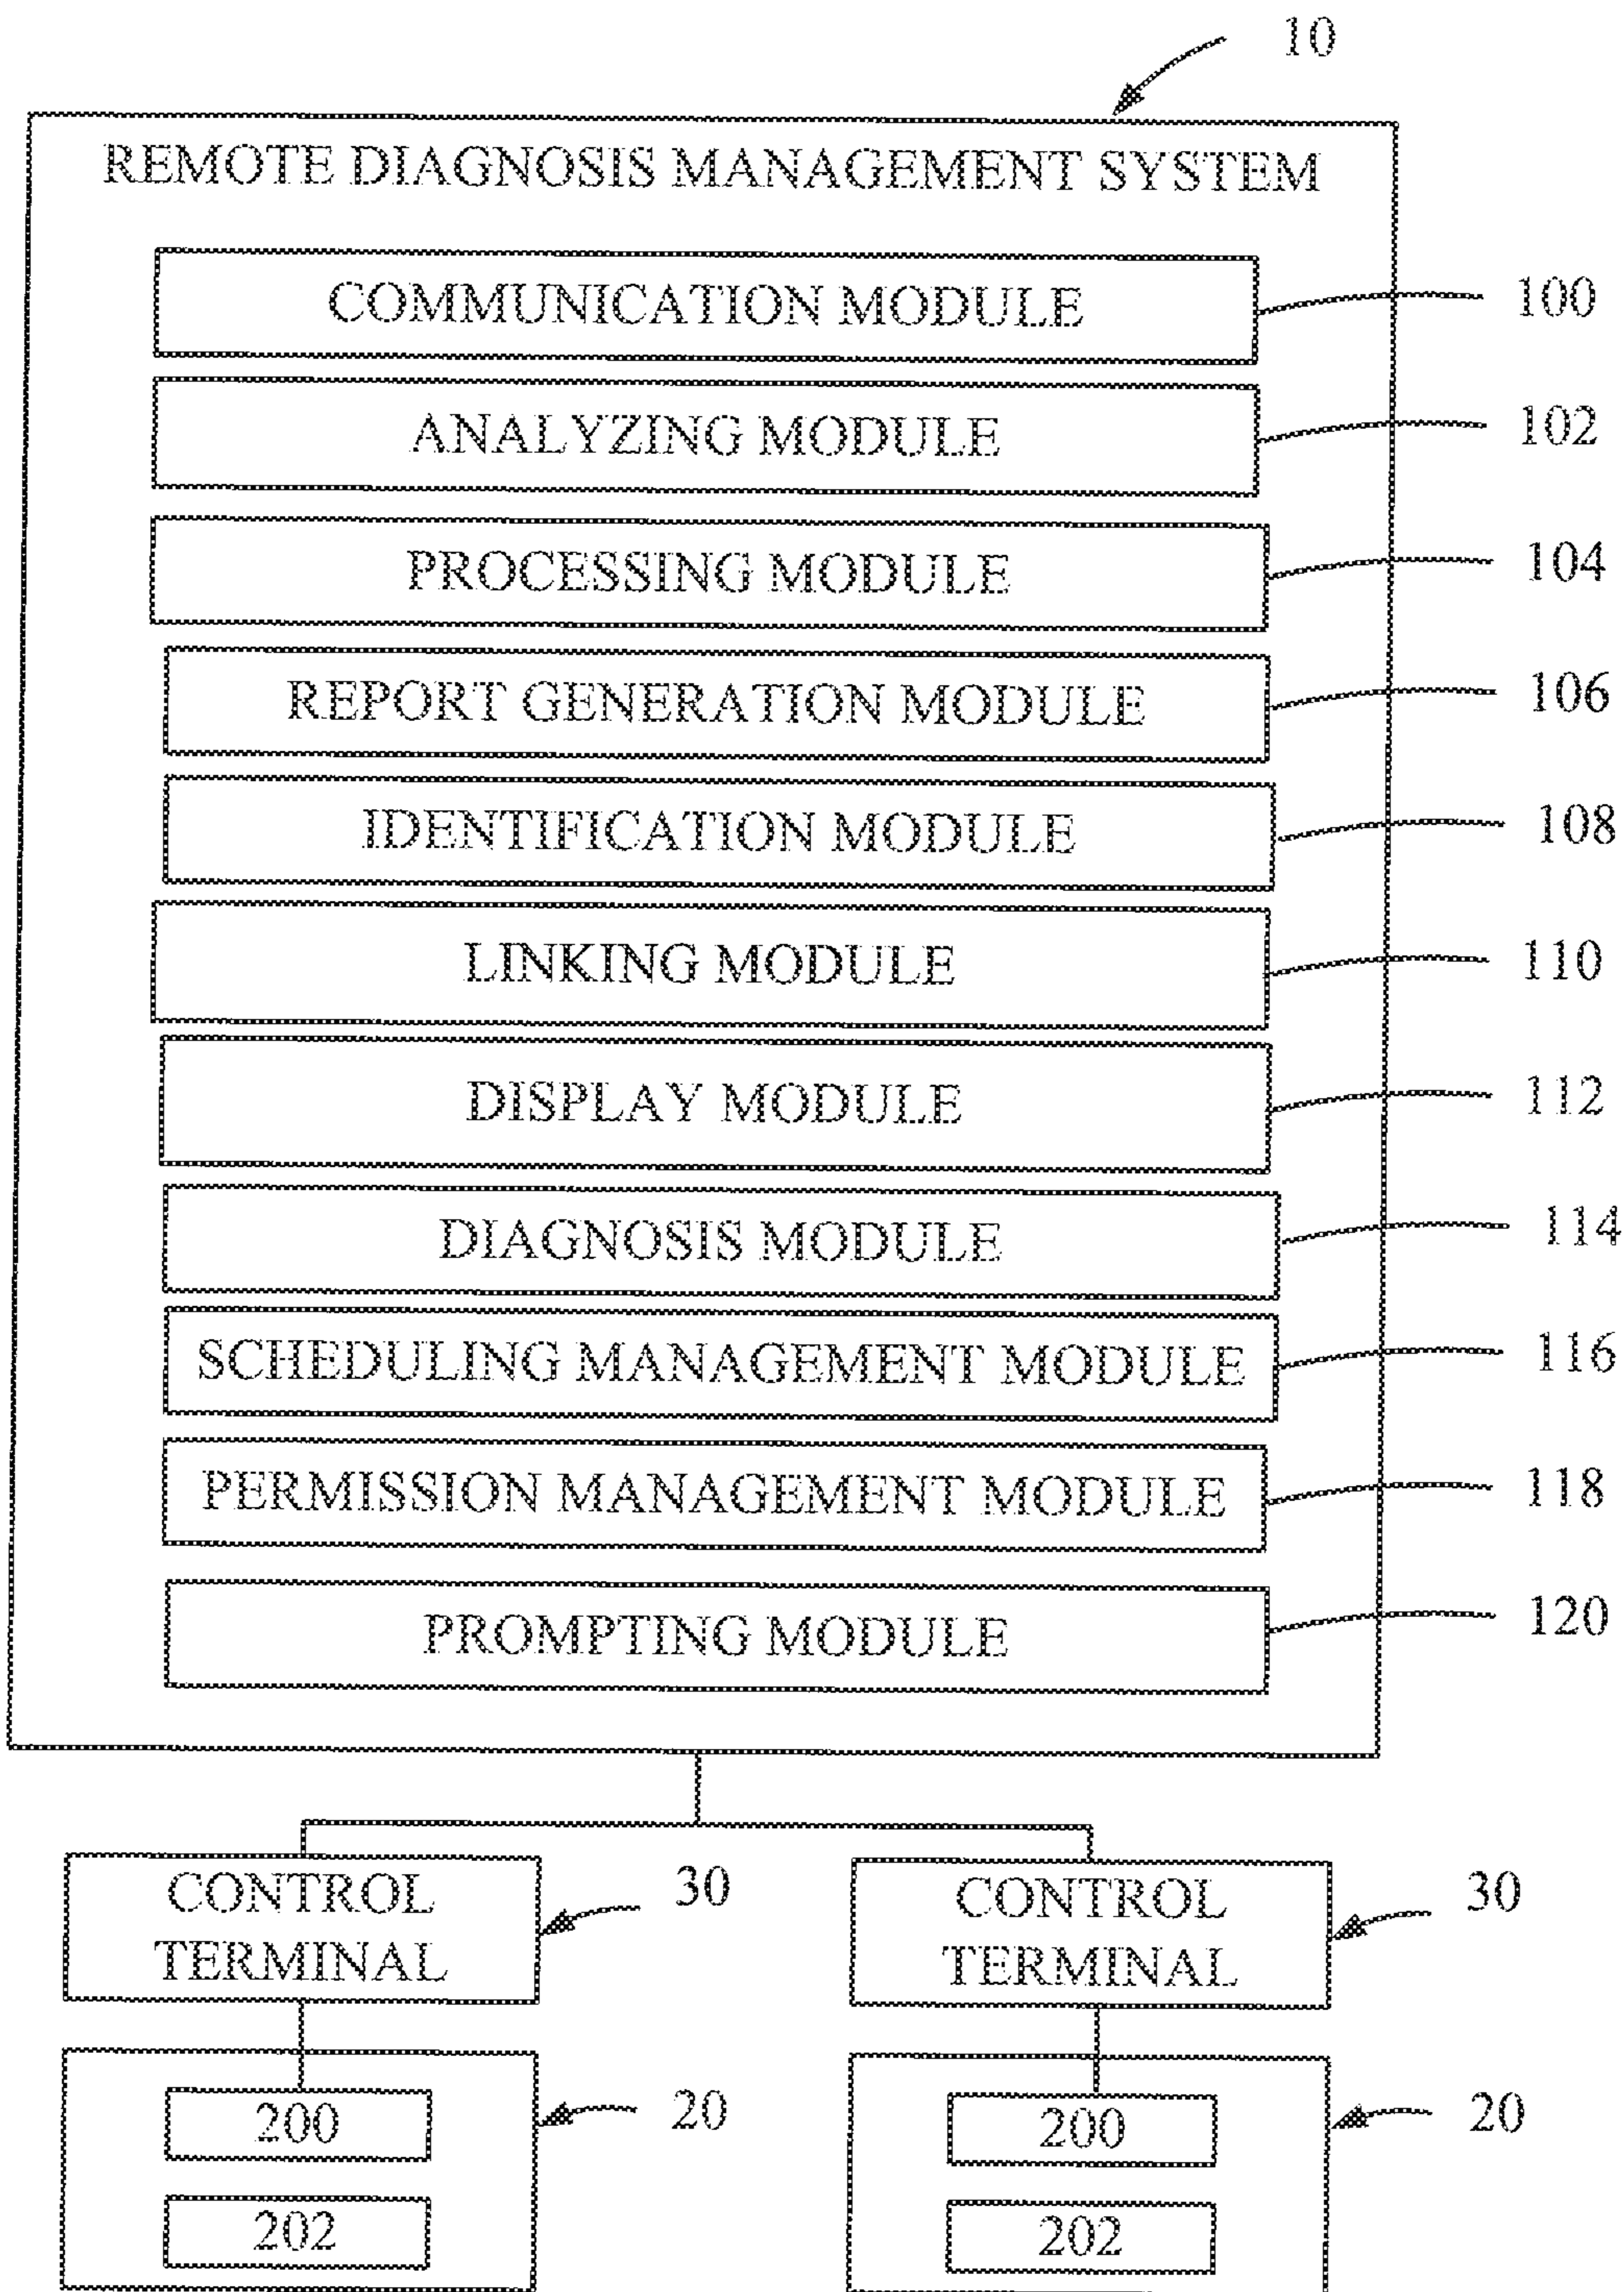 10
REMOTE DIAGNOSIS MANAGEMENT SYSTEM
COMMUNICATION MODULE 100
ANALYZING MODULE 102
PROCESSING MODULE 104
REPORT GENERATION MODULE 106
IDENTIFICATION MODULE 108
LINKING MODULE 110
DISPLAY MODULE 112
DIAGNOSIS MODULE 114
SCHEDULING MANAGEMENT MODULE 116
PERMISSION MANAGEMENT MODULE 118
PROMPTING MODULE 120
CONTROL
TERMINAL
30
CONTROL
TERMINAL
30
200
202
20
200
202
20